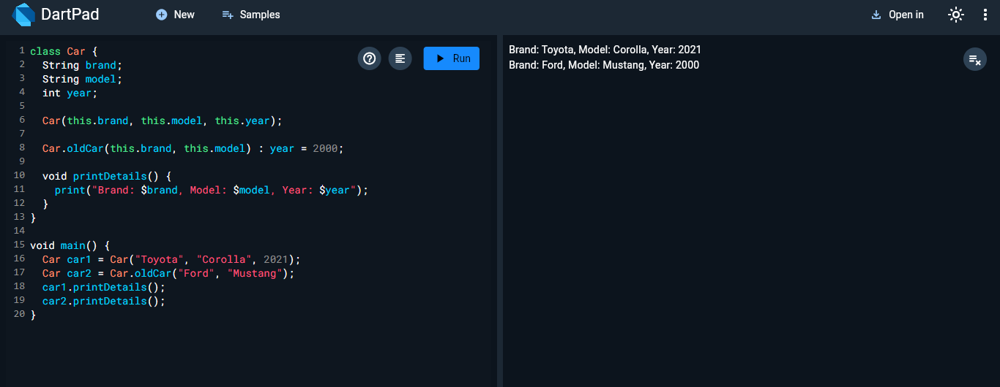 DartPad New Samples Open in
1 class Car {
2   String brand;
3   String model;
4   int year;
5
6   Car(this.brand, this.model, this.year);
7
8   Car.oldCar(this.brand, this.model) : year = 2000;
9
10   void printDetails() {
11     print("Brand: $brand, Model: $model, Year: $year");
12   }
13 }
14
15 void main() {
16   Car car1 = Car("Toyota", "Corolla", 2021);
17   Car car2 = Car.oldCar("Ford", "Mustang");
18   car1.printDetails();
19   car2.printDetails();
20 }
Run
Brand: Toyota, Model: Corolla, Year: 2021
Brand: Ford, Model: Mustang, Year: 2000